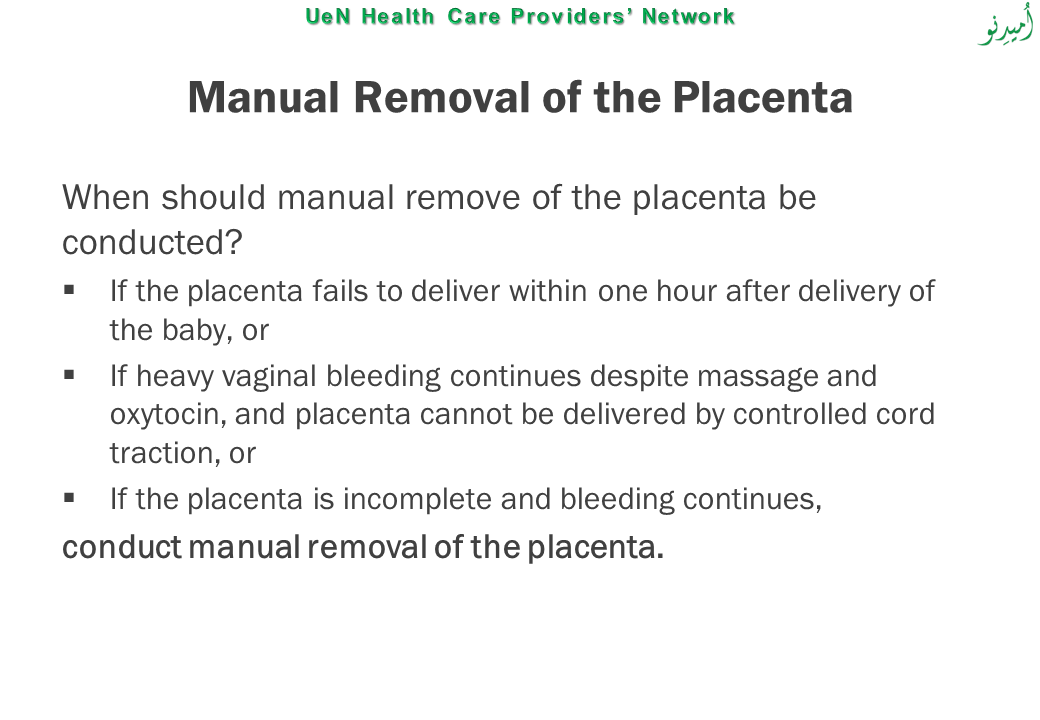 UeN Health Care Providers’ Network
أُميدِنو
Manual Removal of the Placenta
When should manual remove of the placenta be
conducted?
▪ If the placenta fails to deliver within one hour after delivery of
the baby, or
▪ If heavy vaginal bleeding continues despite massage and
oxytocin, and placenta cannot be delivered by controlled cord
traction, or
▪ If the placenta is incomplete and bleeding continues,
conduct manual removal of the placenta.